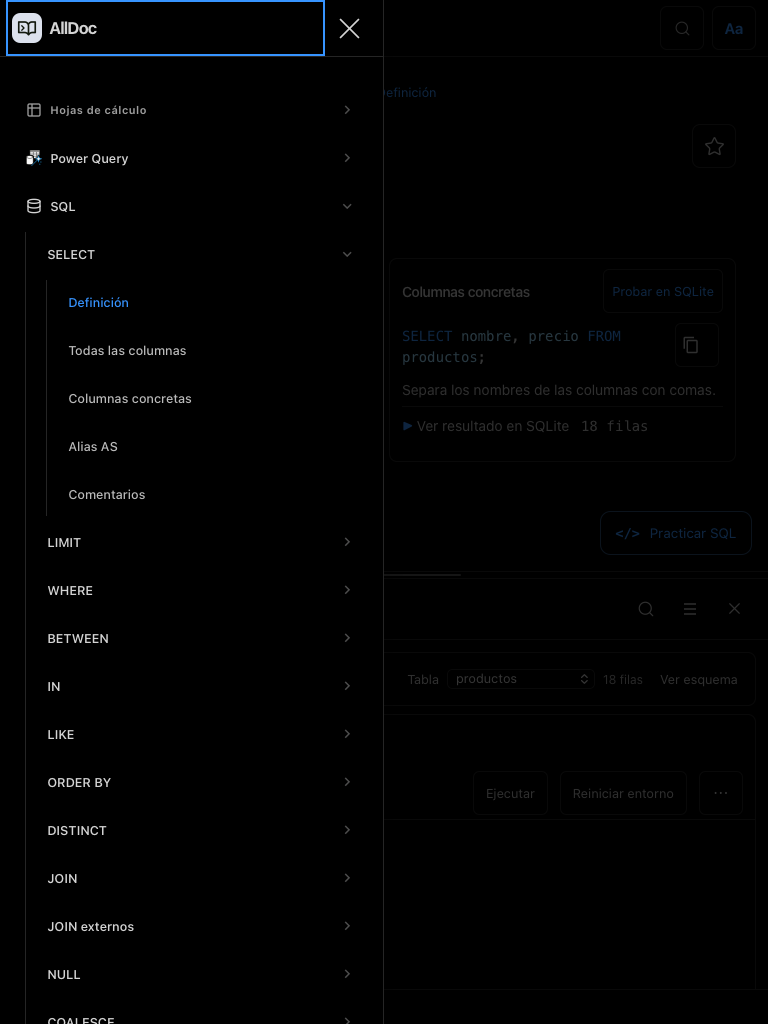 AllDoc
Aa
Hojas de cálculo
Power Query
SQL
SELECT
Definición
Todas las columnas
Columnas concretas
Alias AS
Comentarios
LIMIT
WHERE
BETWEEN
IN
LIKE
ORDER BY
DISTINCT
JOIN
JOIN externos
NULL
COALESCE
efinición
Columnas concretas
Probar en SQLite
SELECT nombre, precio FROM
productos;
Separa los nombres de las columnas con comas.
Ver resultado en SQLite 18 filas
</> Practicar SQL
Tabla productos 18 filas Ver esquema
Ejecutar Reiniciar entorno ···